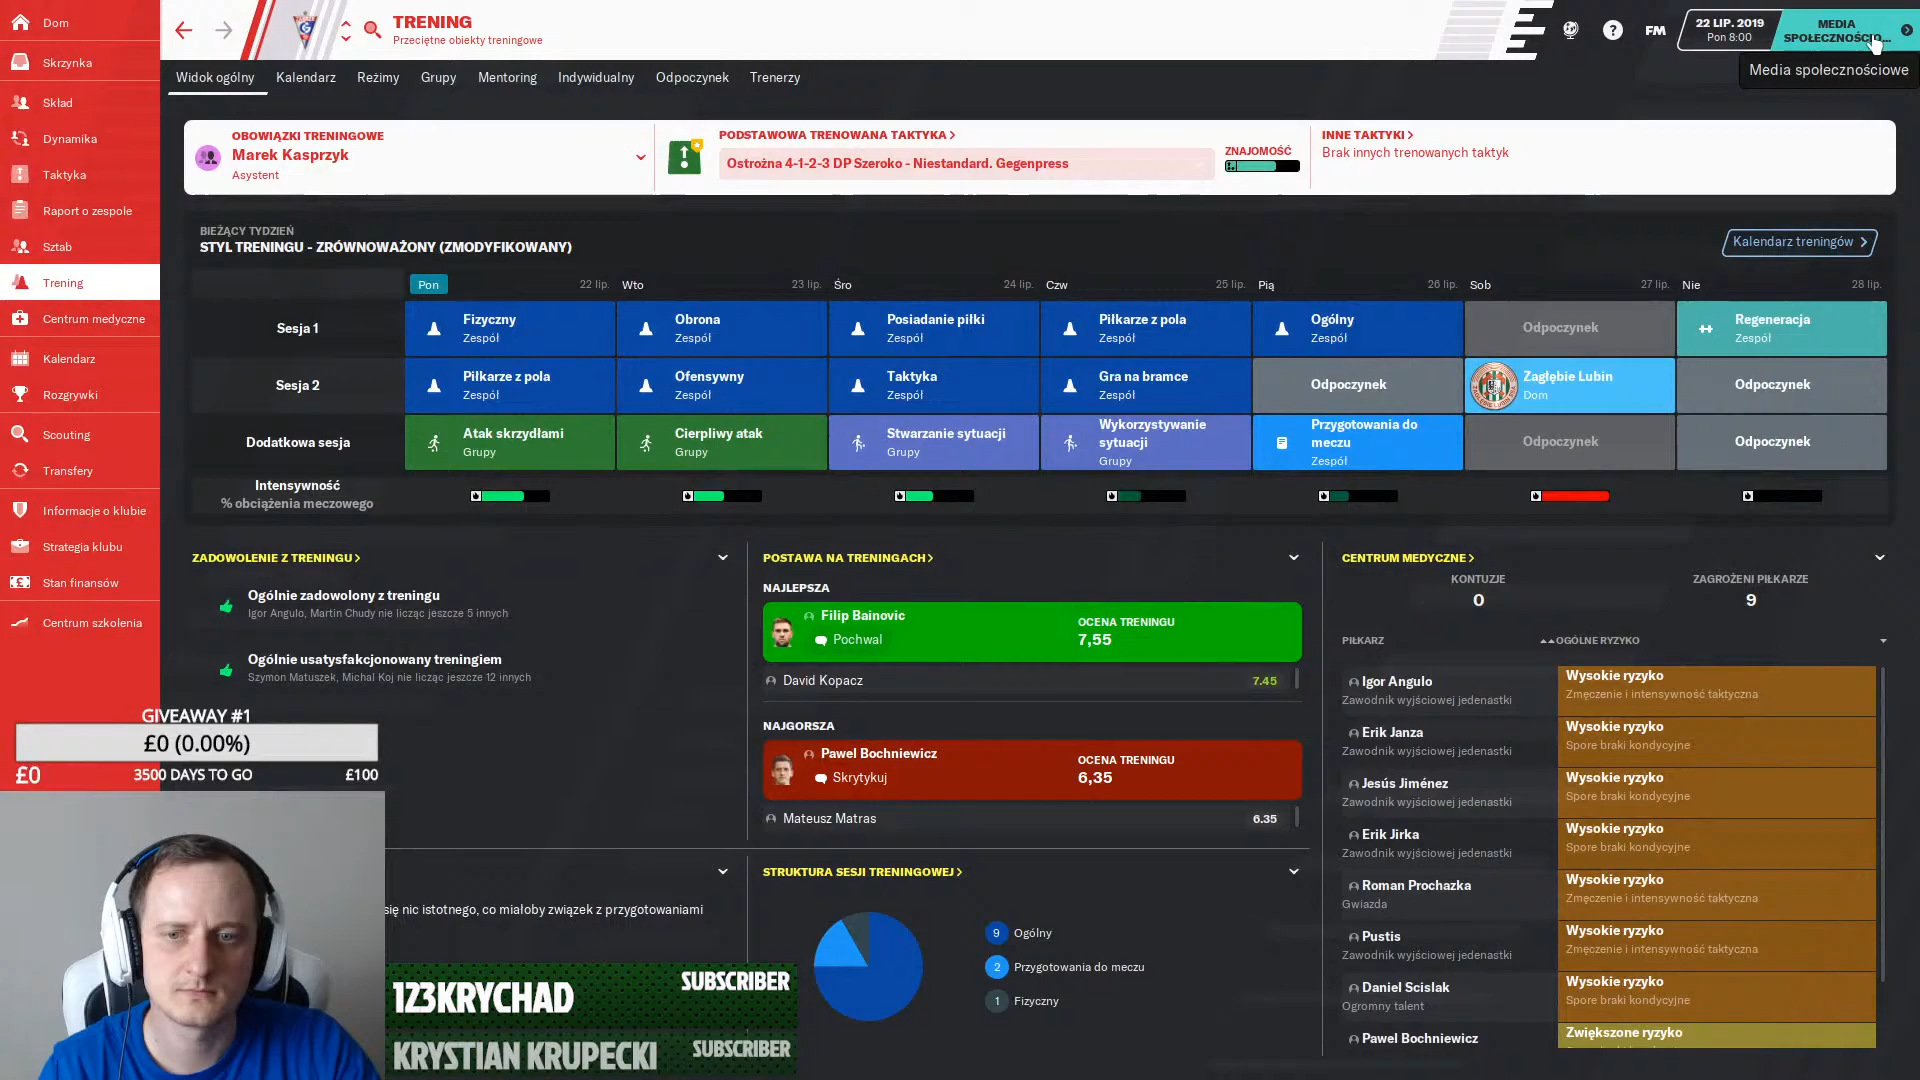 Dom
Skrzynka
Skład
Dynamika
Taktyka
Raport o zespole
Sztab
Trening
Centrum medyczne
Kalendarz
Rozgrywki
Scouting
Transfery
Informacje o klubie
Strategia klubu
Stan finansów
Centrum szkolenia
TRENING
Przeciętne obiekty treningowe
FM
22 LIP. 2019
Pon 8:00
MEDIA
SPOŁECZNOŚCIO...
Media społecznościowe
Widok ogólny
Kalendarz
Reżimy
Grupy
Mentoring
Indywidualny
Odpoczynek
Trenerzy
OBOWIĄZKI TRENINGOWE
Marek Kasprzyk
Asystent
PODSTAWOWA TRENOWANA TAKTYKA >
Ostrożna 4-1-2-3 DP Szeroko - Niestandard. Gegenpress
ZNAJOMOŚĆ
INNE TAKTYKI >
Brak innych trenowanych taktyk
BIEŻĄCY TYDZIEŃ
STYL TRENINGU - ZRÓWNOWAŻONY (ZMODYFIKOWANY)
Kalendarz treningów >
Pon 22 lip.
Wto 23 lip.
Śro 24 lip.
Czw 25 lip.
Pią 26 lip.
Sob 27 lip.
Nie 28 lip.
Sesja 1
Fizyczny
Zespół
Obrona
Zespół
Posiadanie piłki
Zespół
Piłkarze z pola
Zespół
Ogólny
Zespół
Odpoczynek
Regeneracja
Zespół
Sesja 2
Piłkarze z pola
Zespół
Ofensywny
Zespół
Taktyka
Zespół
Gra na bramce
Zespół
Odpoczynek
Zagłębie Lubin
Dom
Odpoczynek
Dodatkowa sesja
Atak skrzydłami
Grupy
Cierpliwy atak
Grupy
Stwarzanie sytuacji
Grupy
Wykorzystywanie
sytuacji
Grupy
Przygotowania do
meczu
Zespół
Odpoczynek
Odpoczynek
Intensywność
% obciążenia meczowego
ZADOWOLENIE Z TRENINGU >
Ogólnie zadowolony z treningu
Igor Angulo, Martin Chudy nie licząc jeszcze 5 innych
Ogólnie usatysfakcjonowany treningiem
Szymon Matuszek, Michal Koj nie licząc jeszcze 12 innych
GIVEAWAY #1
£0 (0.00%)
£0
3500 DAYS TO GO
£100
się nic istotnego, co miałoby związek z przygotowaniami
123KRYCHAD
SUBSCRIBER
KRYSTIAN KRUPECKI
SUBSCRIBER
POSTAWA NA TRENINGACH >
NAJLEPSZA
Filip Bainovic
Pochwal
OCENA TRENINGU
7,55
David Kopacz
7.45
NAJGORSZA
Pawel Bochniewicz
Skrytykuj
OCENA TRENINGU
6,35
Mateusz Matras
6.35
STRUKTURA SESJI TRENINGOWEJ >
9 Ogólny
2 Przygotowania do meczu
1 Fizyczny
CENTRUM MEDYCZNE >
KONTUZJE
0
ZAGROŻENI PIŁKARZE
9
PIŁKARZ
OGÓLNE RYZYKO
Igor Angulo
Zawodnik wyjściowej jedenastki
Wysokie ryzyko
Zmęczenie i intensywność taktyczna
Erik Janza
Zawodnik wyjściowej jedenastki
Wysokie ryzyko
Spore braki kondycyjne
Jesús Jiménez
Zawodnik wyjściowej jedenastki
Wysokie ryzyko
Spore braki kondycyjne
Erik Jirka
Zawodnik wyjściowej jedenastki
Wysokie ryzyko
Spore braki kondycyjne
Roman Prochazka
Gwiazda
Wysokie ryzyko
Zmęczenie i intensywność taktyczna
Pustis
Zawodnik wyjściowej jedenastki
Wysokie ryzyko
Zmęczenie i intensywność taktyczna
Daniel Scislak
Ogromny talent
Wysokie ryzyko
Spore braki kondycyjne
Pawel Bochniewicz
Zwiększone ryzyko